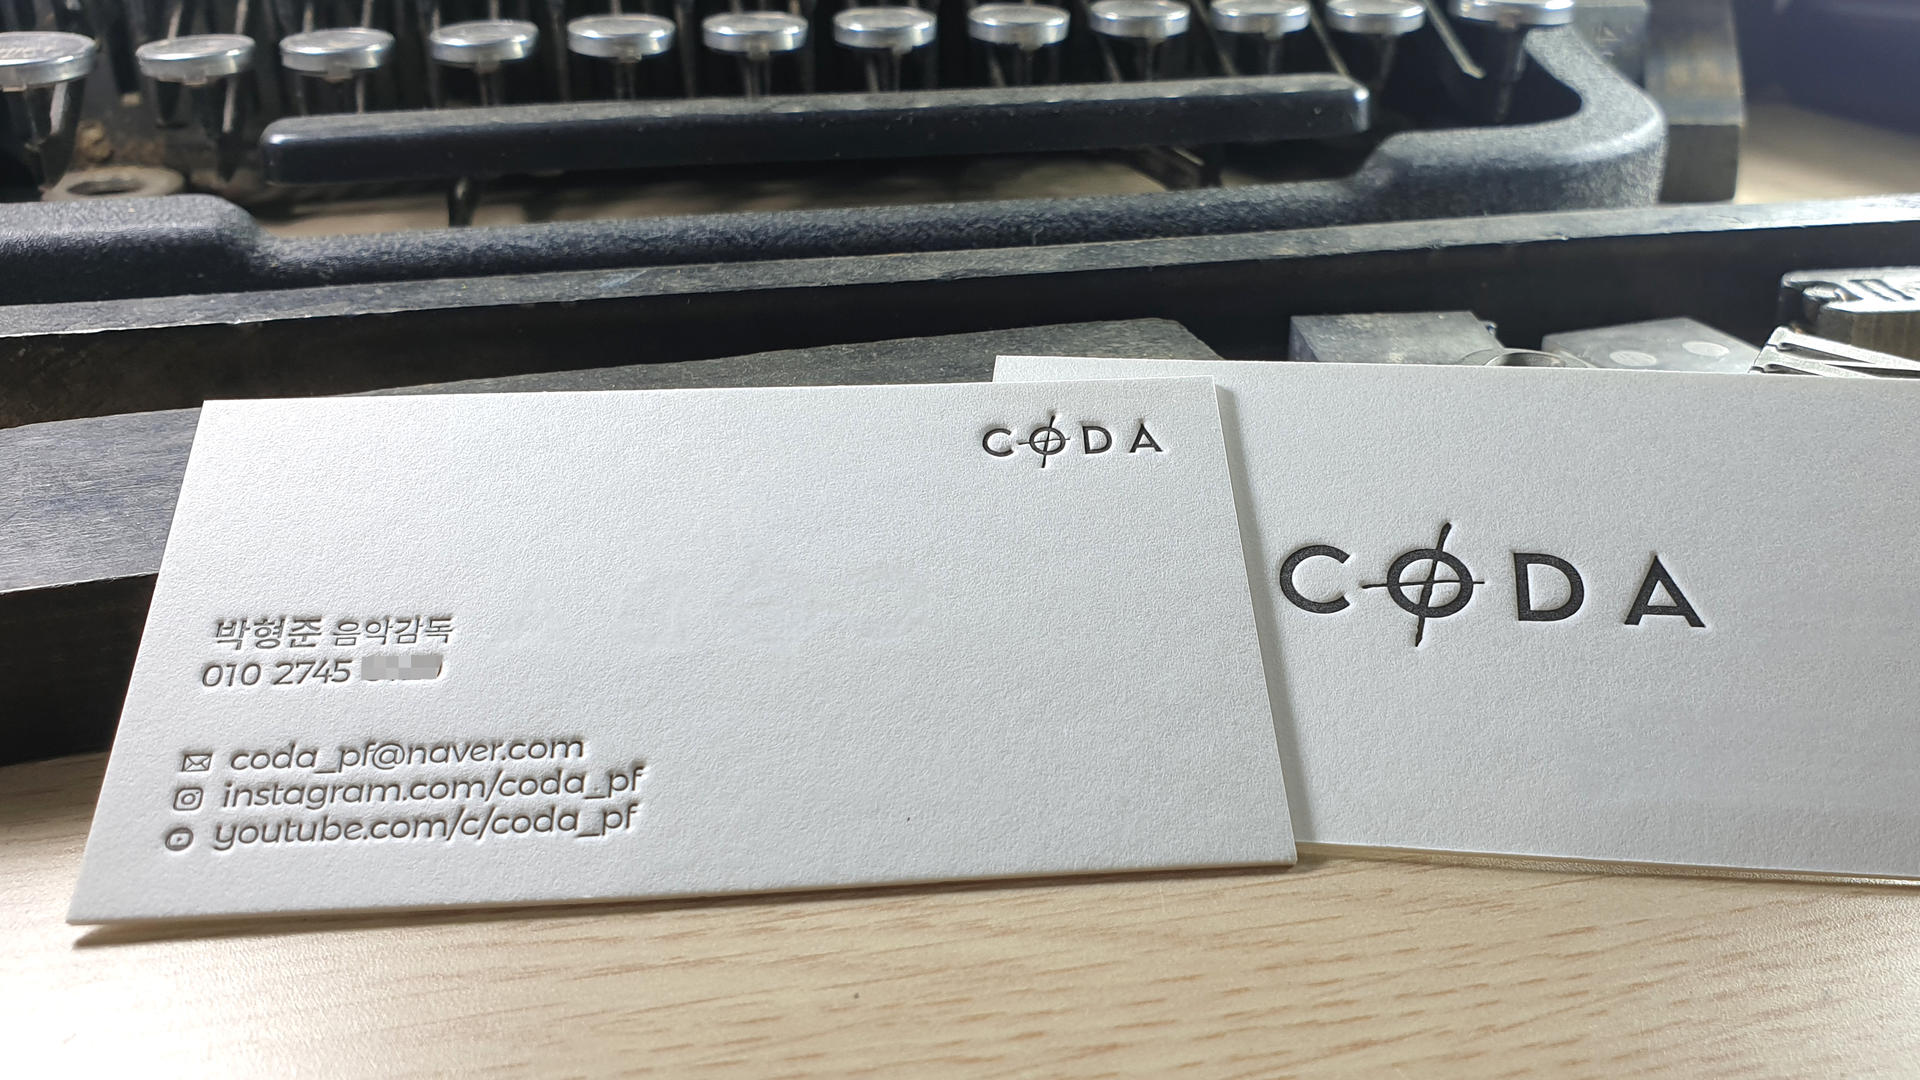 CODA
박형준 음악감독
010 2745
coda_pf@naver.com
instagram.com/coda_pf
youtube.com/c/coda_pf
CODA